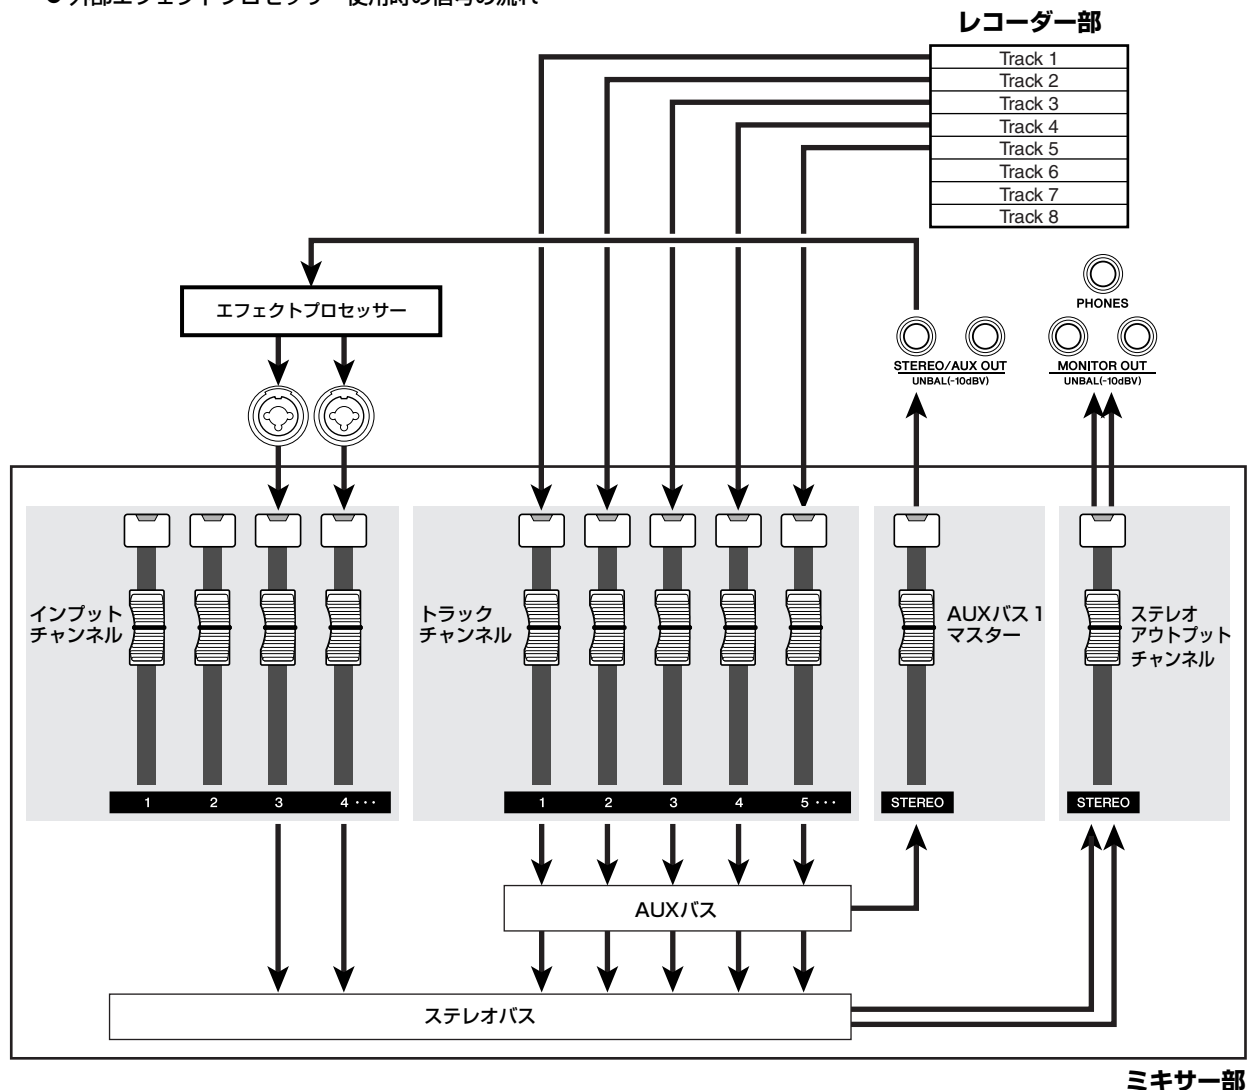 ● 外部エフェクトプロセッサー使用時の信号の流れ
レコーダー部
Track 1
Track 2
Track 3
Track 4
Track 5
Track 6
Track 7
Track 8
エフェクトプロセッサー
PHONES
STEREO/AUX OUT
UNBAL(-10dBV)
MONITOR OUT
UNBAL(-10dBV)
インプット
チャンネル
トラック
チャンネル
AUXバス1
マスター
ステレオ
アウトプット
チャンネル
1 2 3 4 ･･･
1 2 3 4 5 ･･･
STEREO
STEREO
AUXバス
ステレオバス
ミキサー部